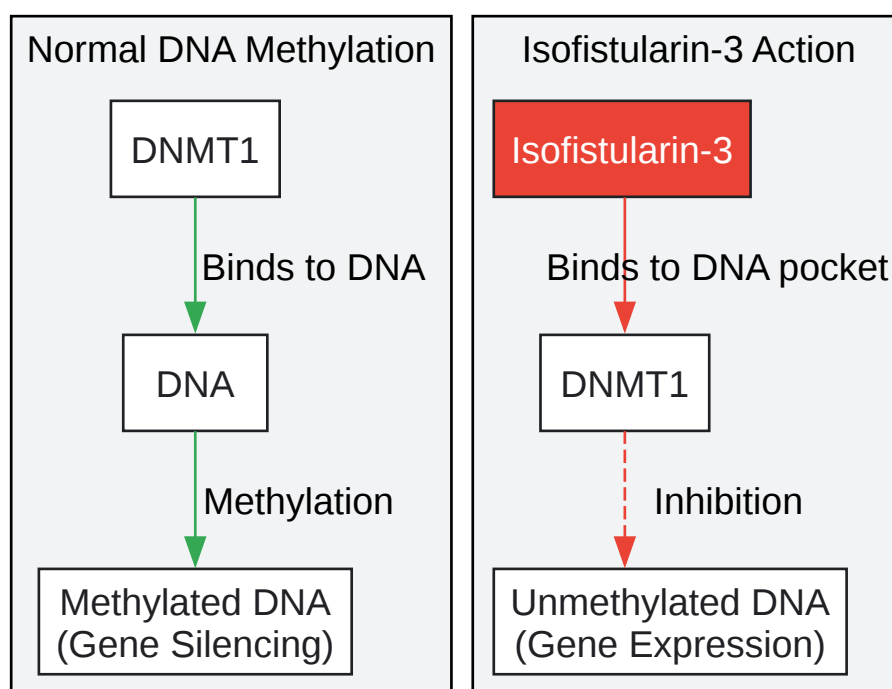 Normal DNA Methylation
DNMT1
Binds to DNA
DNA
Methylation
Methylated DNA
(Gene Silencing)
Isofistularin-3 Action
Isofistularin-3
Binds to DNA pocket
DNMT1
Inhibition
Unmethylated DNA
(Gene Expression)